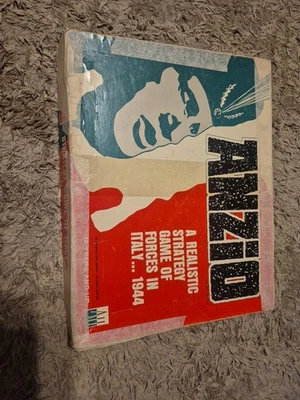 ANZIO
A REALISTIC
STRATEGY
GAME OF
FORCES IN
ITALY... 1944